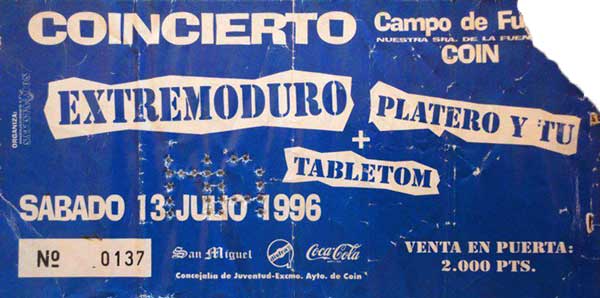 COINCIERTO
Campo de Fu
NUESTRA SRA. DE LA FUEN
COIN
ORGANIZA:
EXTREMODURO
PLATERO Y TU
+
TABLETOM
SABADO 13 JULIO 1996
Nº 0137
San Miguel
Coca-Cola
Concejalía de Juventud-Excmo. Ayto. de Coin
VENTA EN PUERTA:
2.000 PTS.